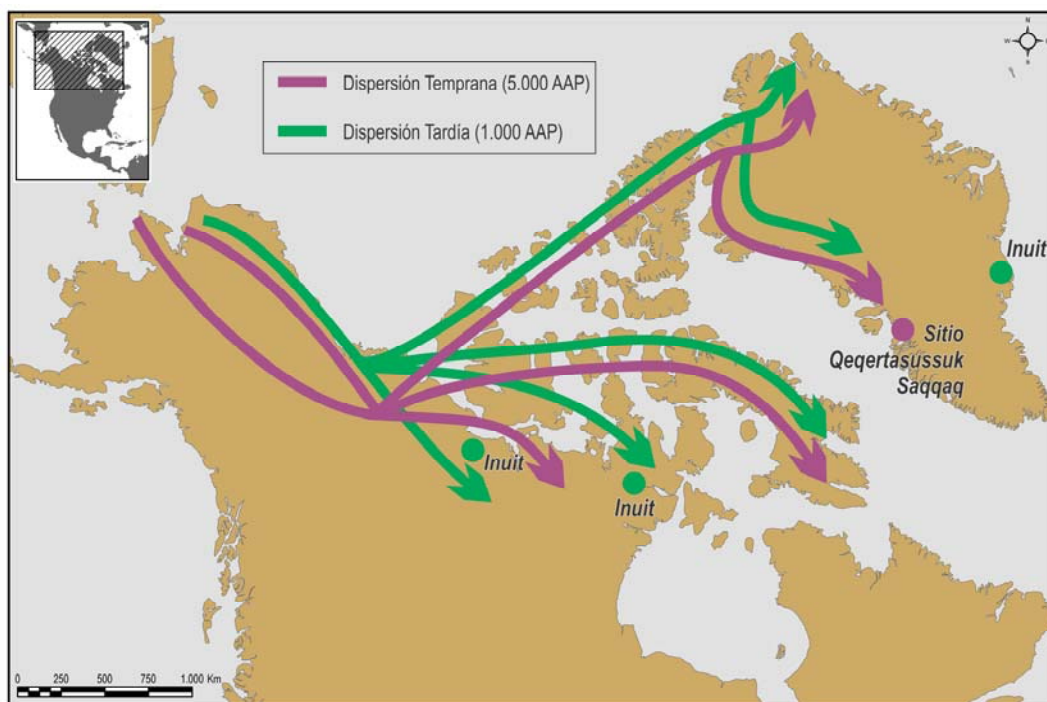 N
W
E
S
Dispersión Temprana (5.000 AAP)
Dispersión Tardía (1.000 AAP)
Inuit
Sitio
Qeqertasussuk
Saqqaq
Inuit
Inuit
0 250 500 750 1.000 Km